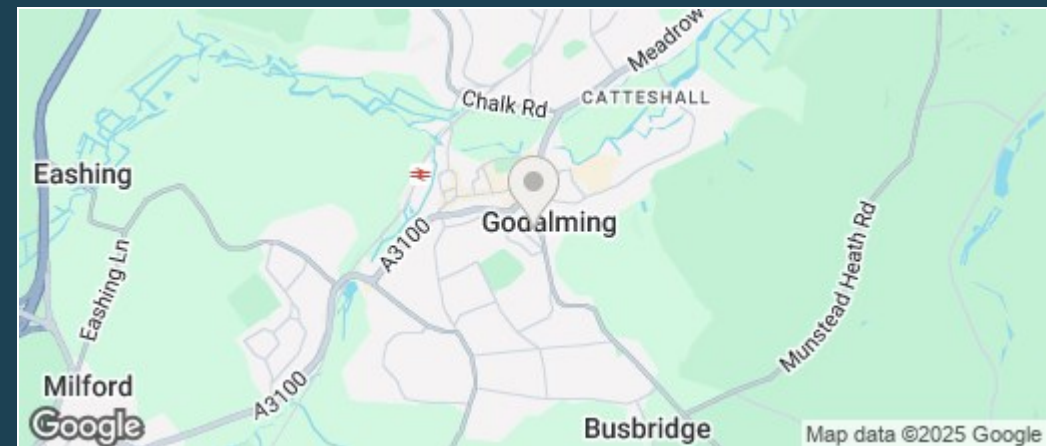 Meadrow
CATTESHALL
Chalk Rd
Eashing
Godalming
A3100
Eashing Ln
Munstead Heath Rd
Milford
A3100
Busbridge
Google
Map data ©2025 Google